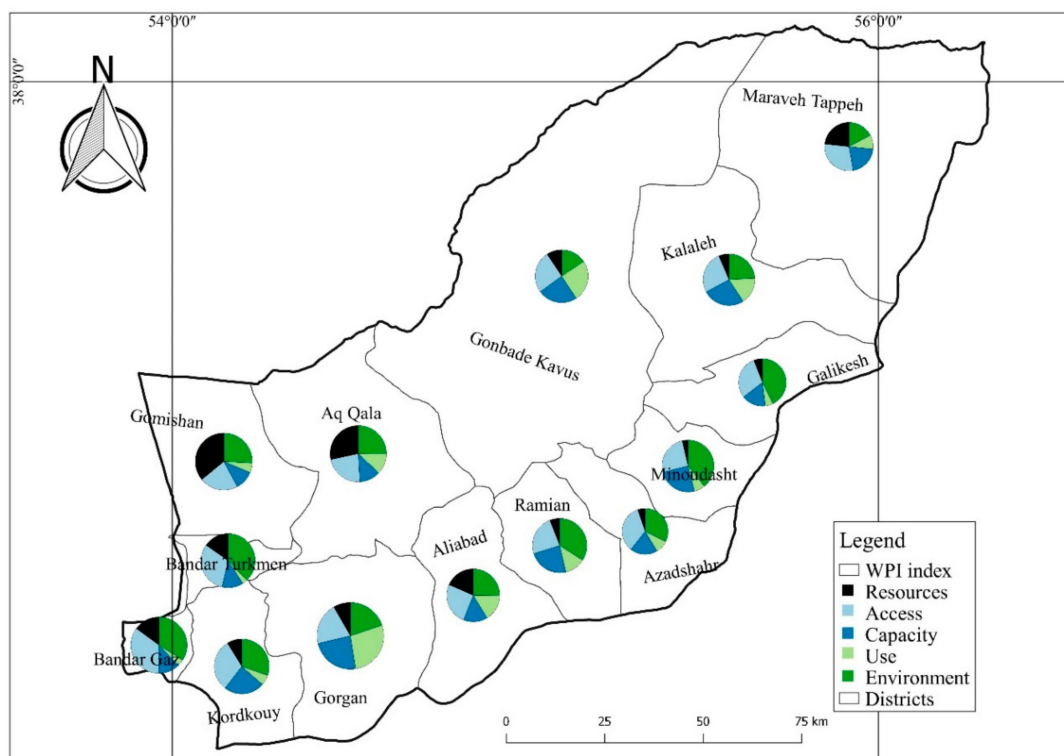 54°0′0″
56°0′0″
38°0′0″
N
Maraveh Tappeh
Kalaleh
Gonbade Kavus
Galikesh
Gomishan
Aq Qala
Minoudasht
Ramian
Aliabad
Azadshahr
Bandar Turkmen
Bandar Gaz
Kordkouy
Gorgan
Legend
WPI index
Resources
Access
Capacity
Use
Environment
Districts
0 25 50 75 km